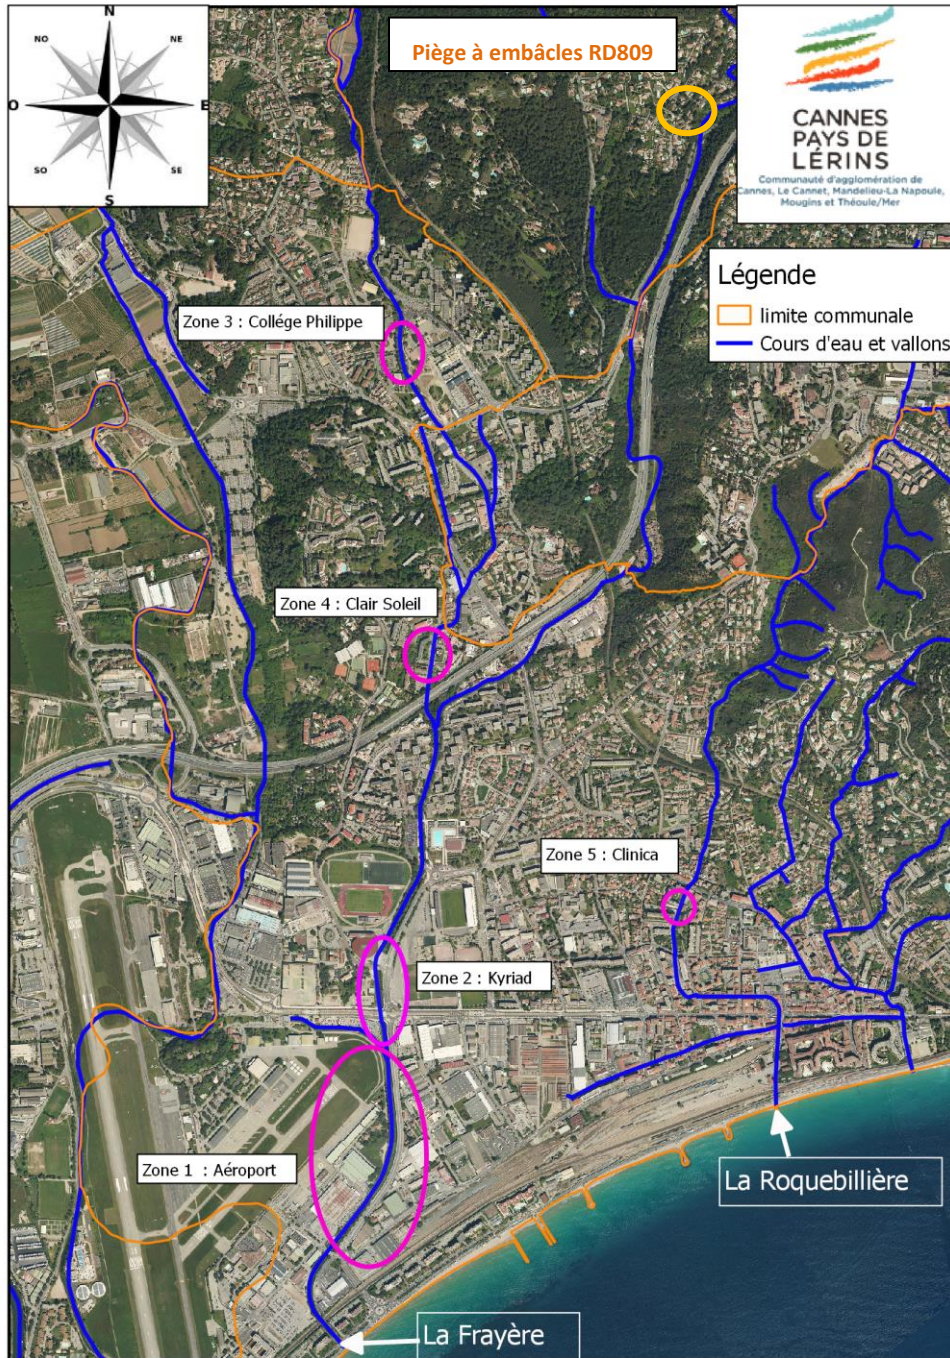 N
NO
NE
O
E
SO
SE
S
Piège à embâcles RD809
CANNES
PAYS DE
LÉRINS
Communauté d'agglomération de
Cannes, Le Cannet, Mandelieu-La Napoule,
Mougins et Théoule/Mer
Légende
limite communale
Cours d'eau et vallons
Zone 3 : Collége Philippe
Zone 4 : Clair Soleil
Zone 5 : Clinica
Zone 2 : Kyriad
Zone 1 : Aéroport
La Roquebillière
La Frayère